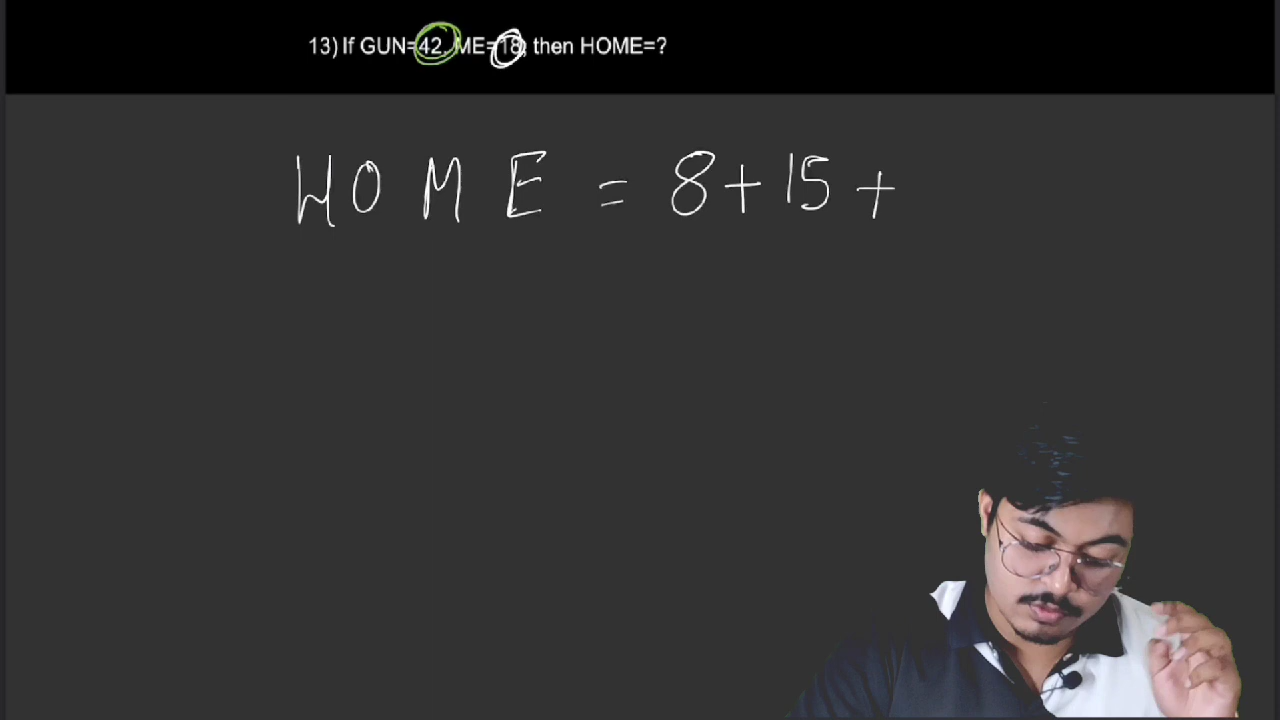 13) If GUN=42. ME=18, then HOME=?
HOME = 8+15+